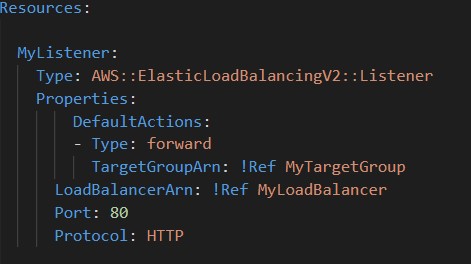 Resources:
  MyListener:
    Type: AWS::ElasticLoadBalancingV2::Listener
    Properties:
        DefaultActions:
        - Type: forward
          TargetGroupArn: !Ref MyTargetGroup
      LoadBalancerArn: !Ref MyLoadBalancer
      Port: 80
      Protocol: HTTP